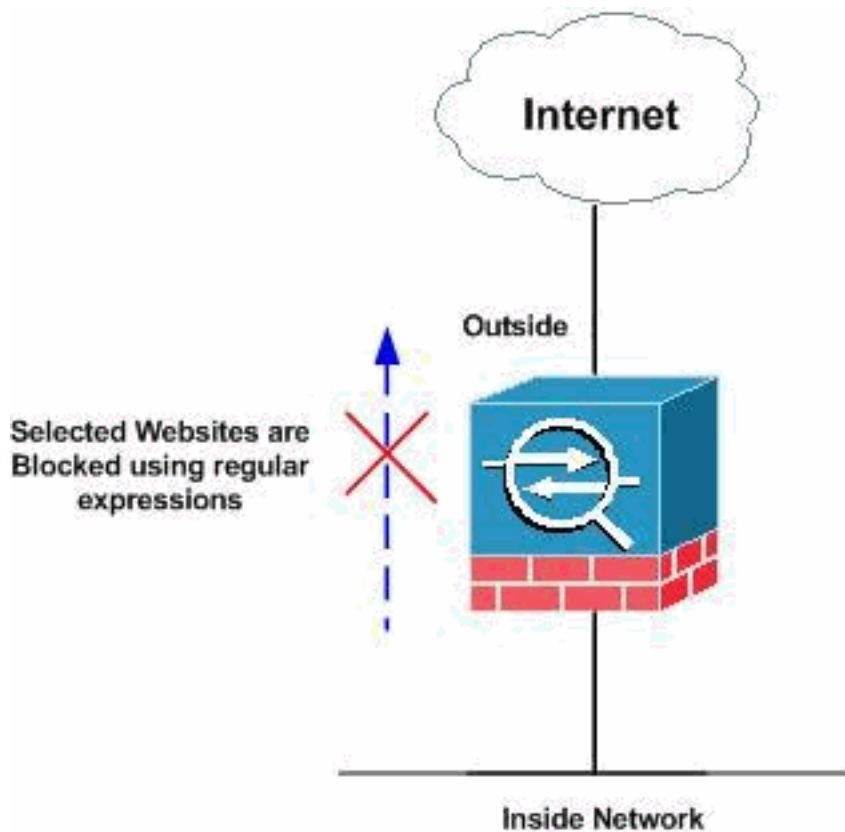 Internet
Outside
Selected Websites are
Blocked using regular
expressions
Inside Network